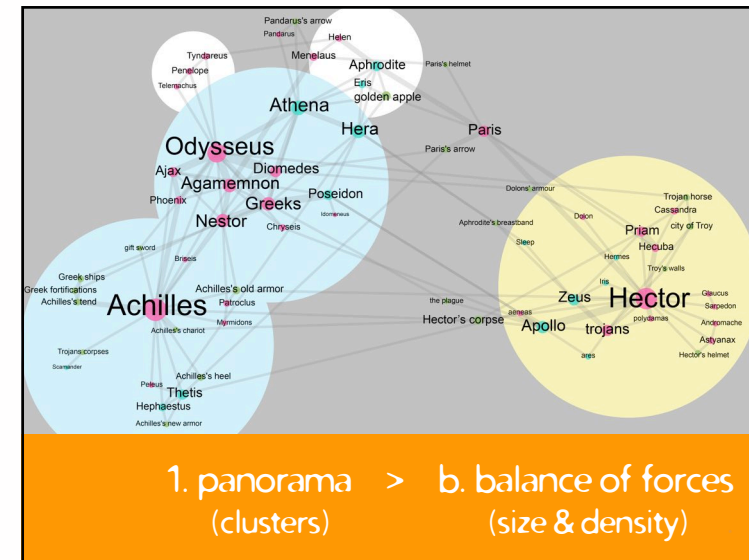 Pandarus's arrow
Pandarus
Helen
Tyndareus
Menelaus
Penelope
Aphrodite
Paris's helmet
Telemachus
Eris
golden apple
Athena
Hera
Paris
Odysseus
Paris's arrow
Ajax
Diomedes
Agamemnon
Poseidon
Dolons' armour
Trojan horse
Phoenix
Greeks
Cassandra
Nestor
Idomeneus
Dolon
Chryseis
Aphrodite's breastband
city of Troy
Priam
gift sword
Sleep
Hecuba
Briseis
Hermes
Greek ships
Troy's walls
Greek fortifications
Achilles's old armor
Iris
Achilles's tend
Achilles
Patroclus
the plague
Zeus
Hector
Glaucus
Sarpedon
Myrmidons
Hector's corpse
aeneas
Apollo
polydamas
Andromache
Achilles's chariot
trojans
Astyanax
Trojans corpses
ares
Hector's helmet
Scamander
Achilles's heel
Peleus
Thetis
Hephaestus
Achilles's new armor
1. panorama > b. balance of forces
(clusters) (size & density)